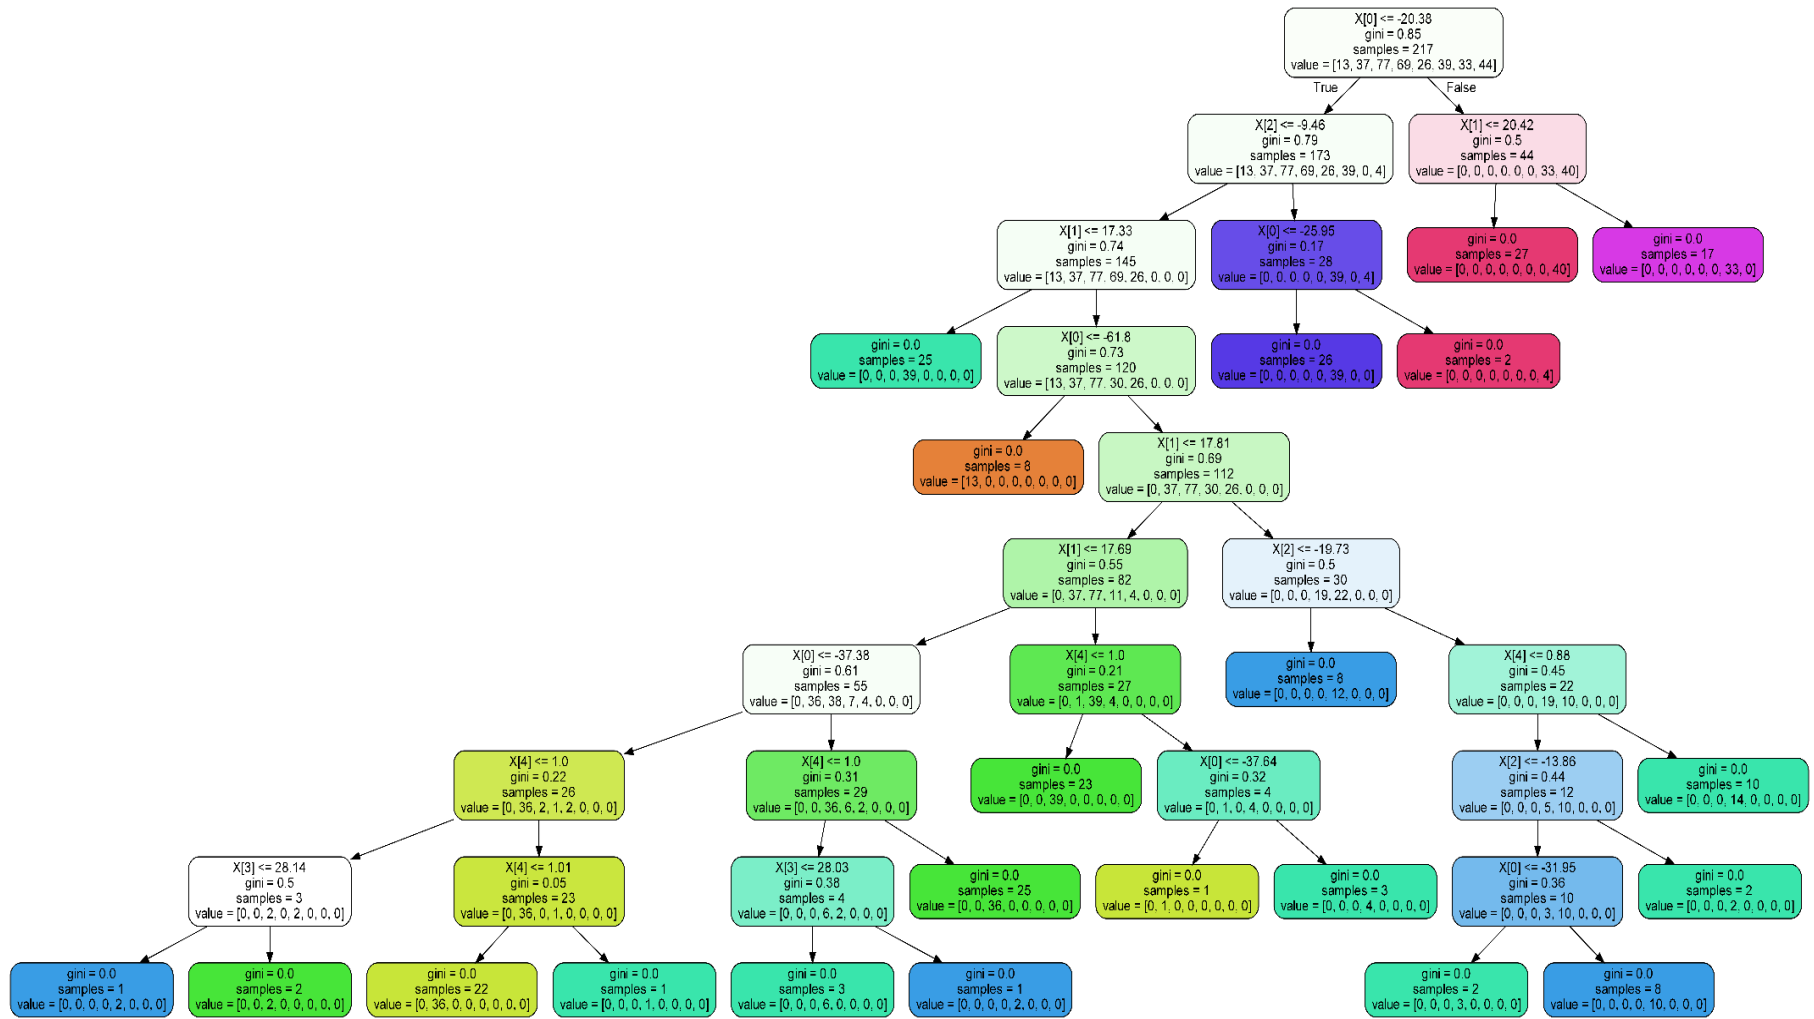 X[0] <= -20.38
gini = 0.85
samples = 217
value = [13, 37, 77, 69, 26, 39, 33, 44]
True
False
X[2] <= -9.46
gini = 0.79
samples = 173
value = [13, 37, 77, 69, 26, 39, 0, 4]
X[1] <= 20.42
gini = 0.5
samples = 44
value = [0, 0, 0, 0, 0, 0, 33, 40]
X[1] <= 17.33
gini = 0.74
samples = 145
value = [13, 37, 77, 69, 26, 0, 0, 0]
X[0] <= -25.95
gini = 0.17
samples = 28
value = [0, 0, 0, 0, 0, 39, 0, 4]
gini = 0.0
samples = 27
value = [0, 0, 0, 0, 0, 0, 0, 40]
gini = 0.0
samples = 17
value = [0, 0, 0, 0, 0, 0, 33, 0]
gini = 0.0
samples = 25
value = [0, 0, 0, 39, 0, 0, 0, 0]
X[0] <= -61.8
gini = 0.73
samples = 120
value = [13, 37, 77, 30, 26, 0, 0, 0]
gini = 0.0
samples = 26
value = [0, 0, 0, 0, 0, 39, 0, 0]
gini = 0.0
samples = 2
value = [0, 0, 0, 0, 0, 0, 0, 4]
gini = 0.0
samples = 8
value = [13, 0, 0, 0, 0, 0, 0, 0]
X[1] <= 17.81
gini = 0.69
samples = 112
value = [0, 37, 77, 30, 26, 0, 0, 0]
X[1] <= 17.69
gini = 0.55
samples = 82
value = [0, 37, 77, 11, 4, 0, 0, 0]
X[2] <= -19.73
gini = 0.5
samples = 30
value = [0, 0, 0, 19, 22, 0, 0, 0]
X[0] <= -37.38
gini = 0.61
samples = 55
value = [0, 36, 38, 7, 4, 0, 0, 0]
X[4] <= 1.0
gini = 0.21
samples = 27
value = [0, 1, 39, 4, 0, 0, 0, 0]
gini = 0.0
samples = 8
value = [0, 0, 0, 0, 12, 0, 0, 0]
X[4] <= 0.88
gini = 0.45
samples = 22
value = [0, 0, 0, 19, 10, 0, 0, 0]
X[4] <= 1.0
gini = 0.22
samples = 26
value = [0, 36, 2, 1, 2, 0, 0, 0]
X[4] <= 1.0
gini = 0.31
samples = 29
value = [0, 0, 36, 6, 2, 0, 0, 0]
gini = 0.0
samples = 23
value = [0, 0, 39, 0, 0, 0, 0, 0]
X[0] <= -37.64
gini = 0.32
samples = 4
value = [0, 1, 0, 4, 0, 0, 0, 0]
X[2] <= -13.86
gini = 0.44
samples = 12
value = [0, 0, 0, 5, 10, 0, 0, 0]
gini = 0.0
samples = 10
value = [0, 0, 0, 14, 0, 0, 0, 0]
X[3] <= 28.14
gini = 0.5
samples = 3
value = [0, 0, 2, 0, 2, 0, 0, 0]
X[4] <= 1.01
gini = 0.05
samples = 23
value = [0, 36, 0, 1, 0, 0, 0, 0]
X[3] <= 28.03
gini = 0.38
samples = 4
value = [0, 0, 0, 6, 2, 0, 0, 0]
gini = 0.0
samples = 25
value = [0, 0, 36, 0, 0, 0, 0, 0]
gini = 0.0
samples = 1
value = [0, 1, 0, 0, 0, 0, 0, 0]
gini = 0.0
samples = 3
value = [0, 0, 0, 4, 0, 0, 0, 0]
X[0] <= -31.95
gini = 0.36
samples = 10
value = [0, 0, 0, 3, 10, 0, 0, 0]
gini = 0.0
samples = 2
value = [0, 0, 0, 2, 0, 0, 0, 0]
gini = 0.0
samples = 1
value = [0, 0, 0, 0, 2, 0, 0, 0]
gini = 0.0
samples = 2
value = [0, 0, 2, 0, 0, 0, 0, 0]
gini = 0.0
samples = 22
value = [0, 36, 0, 0, 0, 0, 0, 0]
gini = 0.0
samples = 1
value = [0, 0, 0, 1, 0, 0, 0, 0]
gini = 0.0
samples = 3
value = [0, 0, 0, 6, 0, 0, 0, 0]
gini = 0.0
samples = 1
value = [0, 0, 0, 0, 2, 0, 0, 0]
gini = 0.0
samples = 2
value = [0, 0, 0, 3, 0, 0, 0, 0]
gini = 0.0
samples = 8
value = [0, 0, 0, 0, 10, 0, 0, 0]